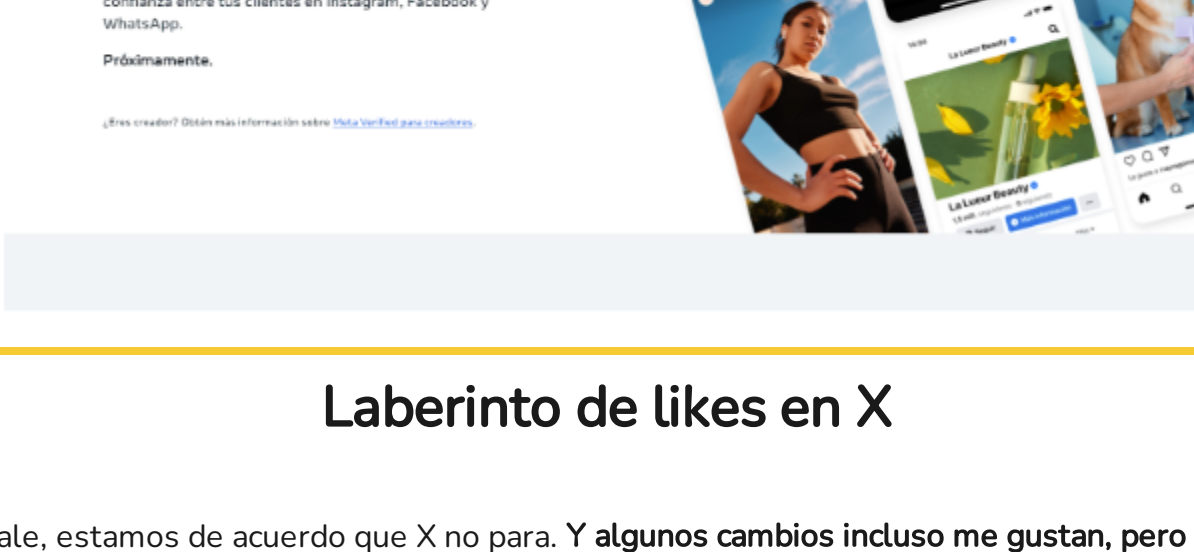 confianza entre tus clientes en Instagram, Facebook y
WhatsApp.
Próximamente.
¿Eres creador? Obtén más información sobre Meta Verified para creadores.
La Lueur Beauty
La Lueur Beauty
Más información
Laberinto de likes en X
ale, estamos de acuerdo que X no para. Y algunos cambios incluso me gustan, pero